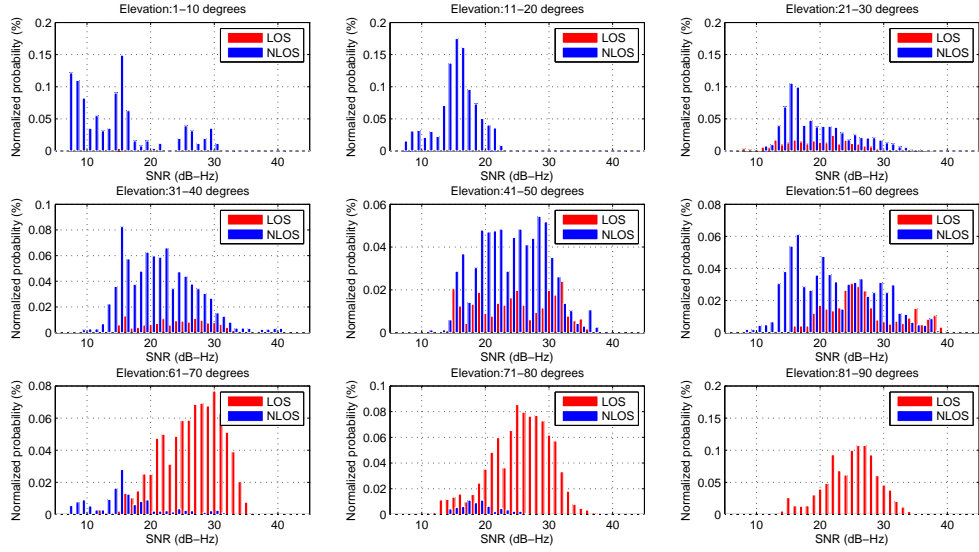 Elevation:1−10 degrees
Normalized probability (%)
0.2
0.15
0.1
0.05
0
10 20 30 40
SNR (dB−Hz)
LOS
NLOS
Elevation:11−20 degrees
Normalized probability (%)
0.2
0.15
0.1
0.05
0
10 20 30 40
SNR (dB−Hz)
LOS
NLOS
Elevation:21−30 degrees
Normalized probability (%)
0.2
0.15
0.1
0.05
0
10 20 30 40
SNR (dB−Hz)
LOS
NLOS
Elevation:31−40 degrees
Normalized probability (%)
0.1
0.08
0.06
0.04
0.02
0
10 20 30 40
SNR (dB−Hz)
LOS
NLOS
Elevation:41−50 degrees
Normalized probability (%)
0.06
0.04
0.02
0
10 20 30 40
SNR (dB−Hz)
LOS
NLOS
Elevation:51−60 degrees
Normalized probability (%)
0.08
0.06
0.04
0.02
0
10 20 30 40
SNR (dB−Hz)
LOS
NLOS
Elevation:61−70 degrees
Normalized probability (%)
0.08
0.06
0.04
0.02
0
10 20 30 40
SNR (dB−Hz)
LOS
NLOS
Elevation:71−80 degrees
Normalized probability (%)
0.1
0.08
0.06
0.04
0.02
0
10 20 30 40
SNR (dB−Hz)
LOS
NLOS
Elevation:81−90 degrees
Normalized probability (%)
0.2
0.15
0.1
0.05
0
10 20 30 40
SNR (dB−Hz)
LOS
NLOS